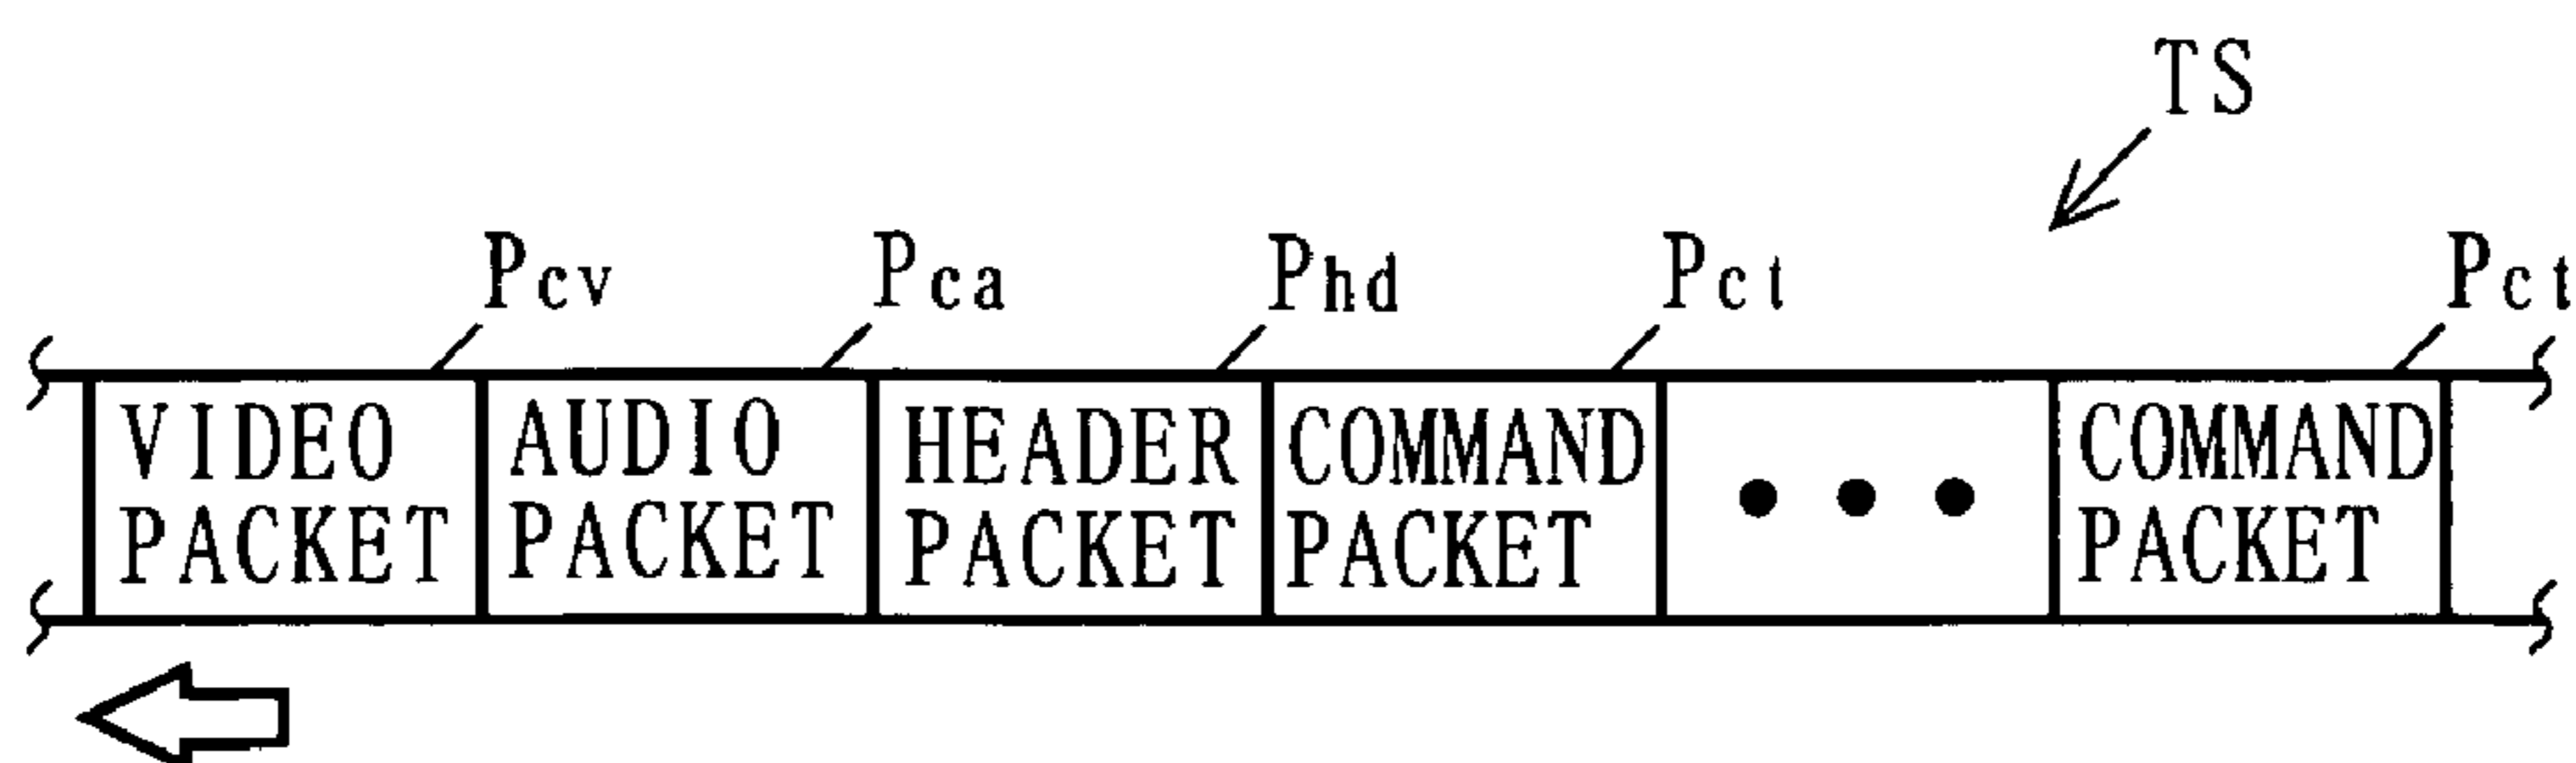 TS
Pcv
Pca
Phd
Pct
Pct
VIDEO
PACKET
AUDIO
PACKET
HEADER
PACKET
COMMAND
PACKET
• • •
COMMAND
PACKET